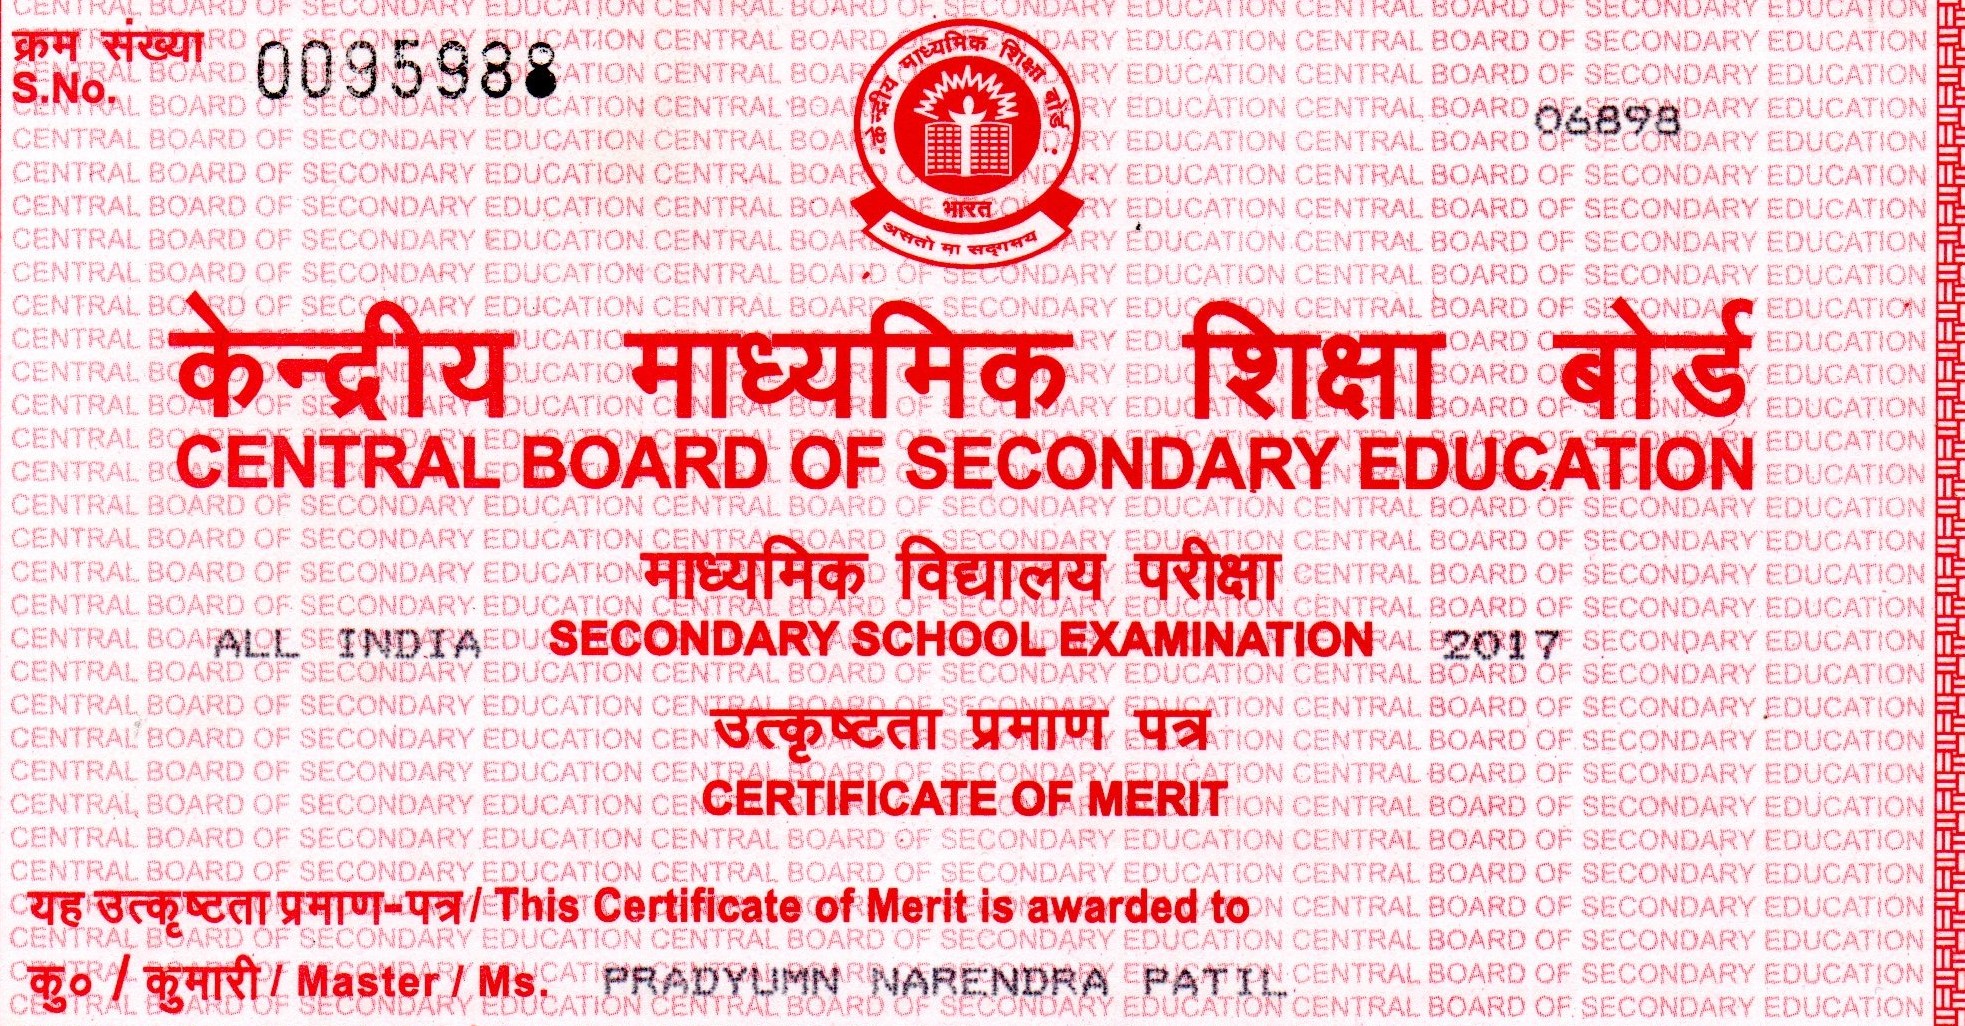 क्रम संख्या
S.No. 0095988
केन्द्रीय माध्यमिक शिक्षा बोर्ड
भारत
असतो मा सद्गमय
06898
केन्द्रीय माध्यमिक शिक्षा बोर्ड
CENTRAL BOARD OF SECONDARY EDUCATION
माध्यमिक विद्यालय परीक्षा
ALL INDIA SECONDARY SCHOOL EXAMINATION 2017
उत्कृष्टता प्रमाण पत्र
CERTIFICATE OF MERIT
यह उत्कृष्टता प्रमाण-पत्र / This Certificate of Merit is awarded to
कु० / कुमारी / Master / Ms. PRADYUMN NARENDRA PATIL